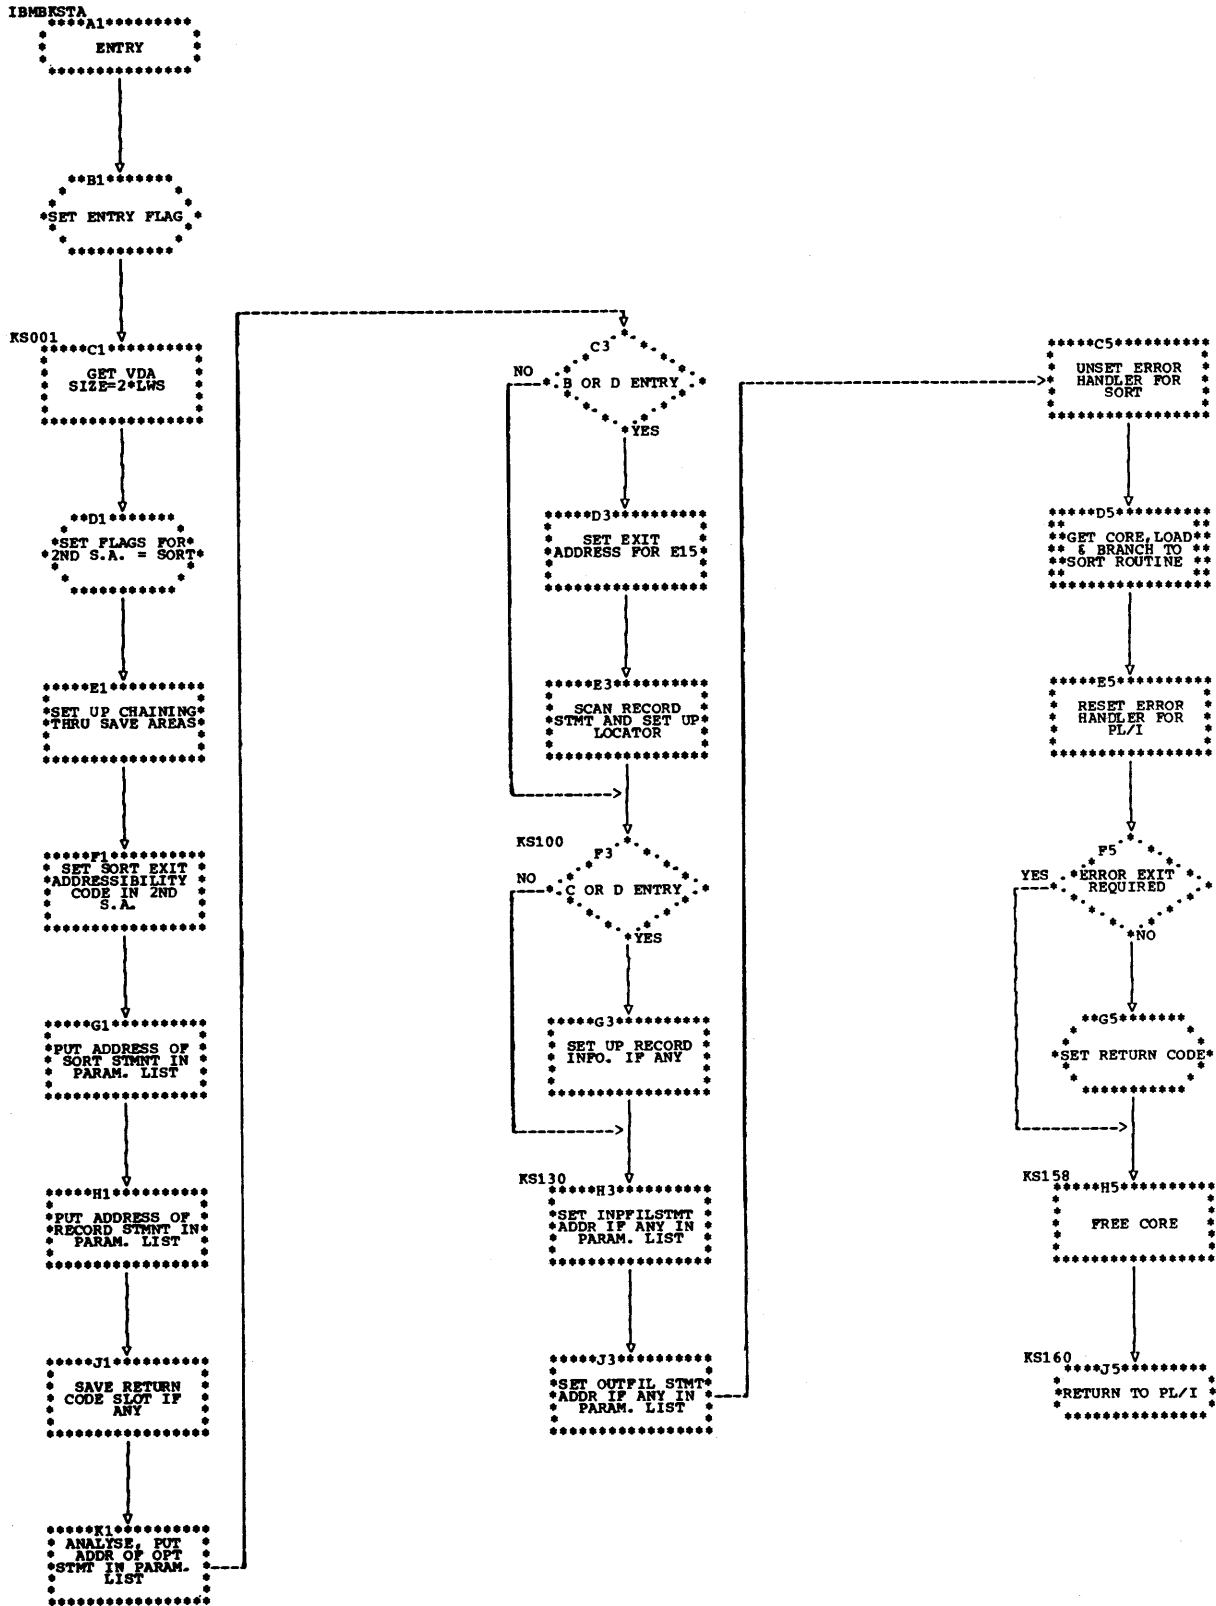 IBMBKSTA
A1
ENTRY
B1
SET ENTRY FLAG
KS001
C1
GET VDA
SIZE=2*LWS
D1
SET FLAGS FOR
2ND S.A. = SORT
E1
SET UP CHAINING
THRU SAVE AREAS
F1
SET SORT EXIT
ADDRESSIBILITY
CODE IN 2ND
S.A.
G1
PUT ADDRESS OF
SORT STMNT IN
PARAM. LIST
H1
PUT ADDRESS OF
RECORD STMNT IN
PARAM. LIST
J1
SAVE RETURN
CODE SLOT IF
ANY
K1
ANALYSE, PUT
ADDR OF OPT
STMT IN PARAM.
LIST
C3
NO
B OR D ENTRY
YES
D3
SET EXIT
ADDRESS FOR E15
E3
SCAN RECORD
STMT AND SET UP
LOCATOR
KS100
F3
NO
C OR D ENTRY
YES
G3
SET UP RECORD
INFO. IF ANY
KS130
H3
SET INPFILSTMT
ADDR IF ANY IN
PARAM. LIST
J3
SET OUTFIL STMT
ADDR IF ANY IN
PARAM. LIST
C5
UNSET ERROR
HANDLER FOR
SORT
D5
GET CORE,LOAD
& BRANCH TO
SORT ROUTINE
E5
RESET ERROR
HANDLER FOR
PL/I
F5
YES
ERROR EXIT
REQUIRED
NO
G5
SET RETURN CODE
KS158
H5
FREE CORE
KS160
J5
RETURN TO PL/I